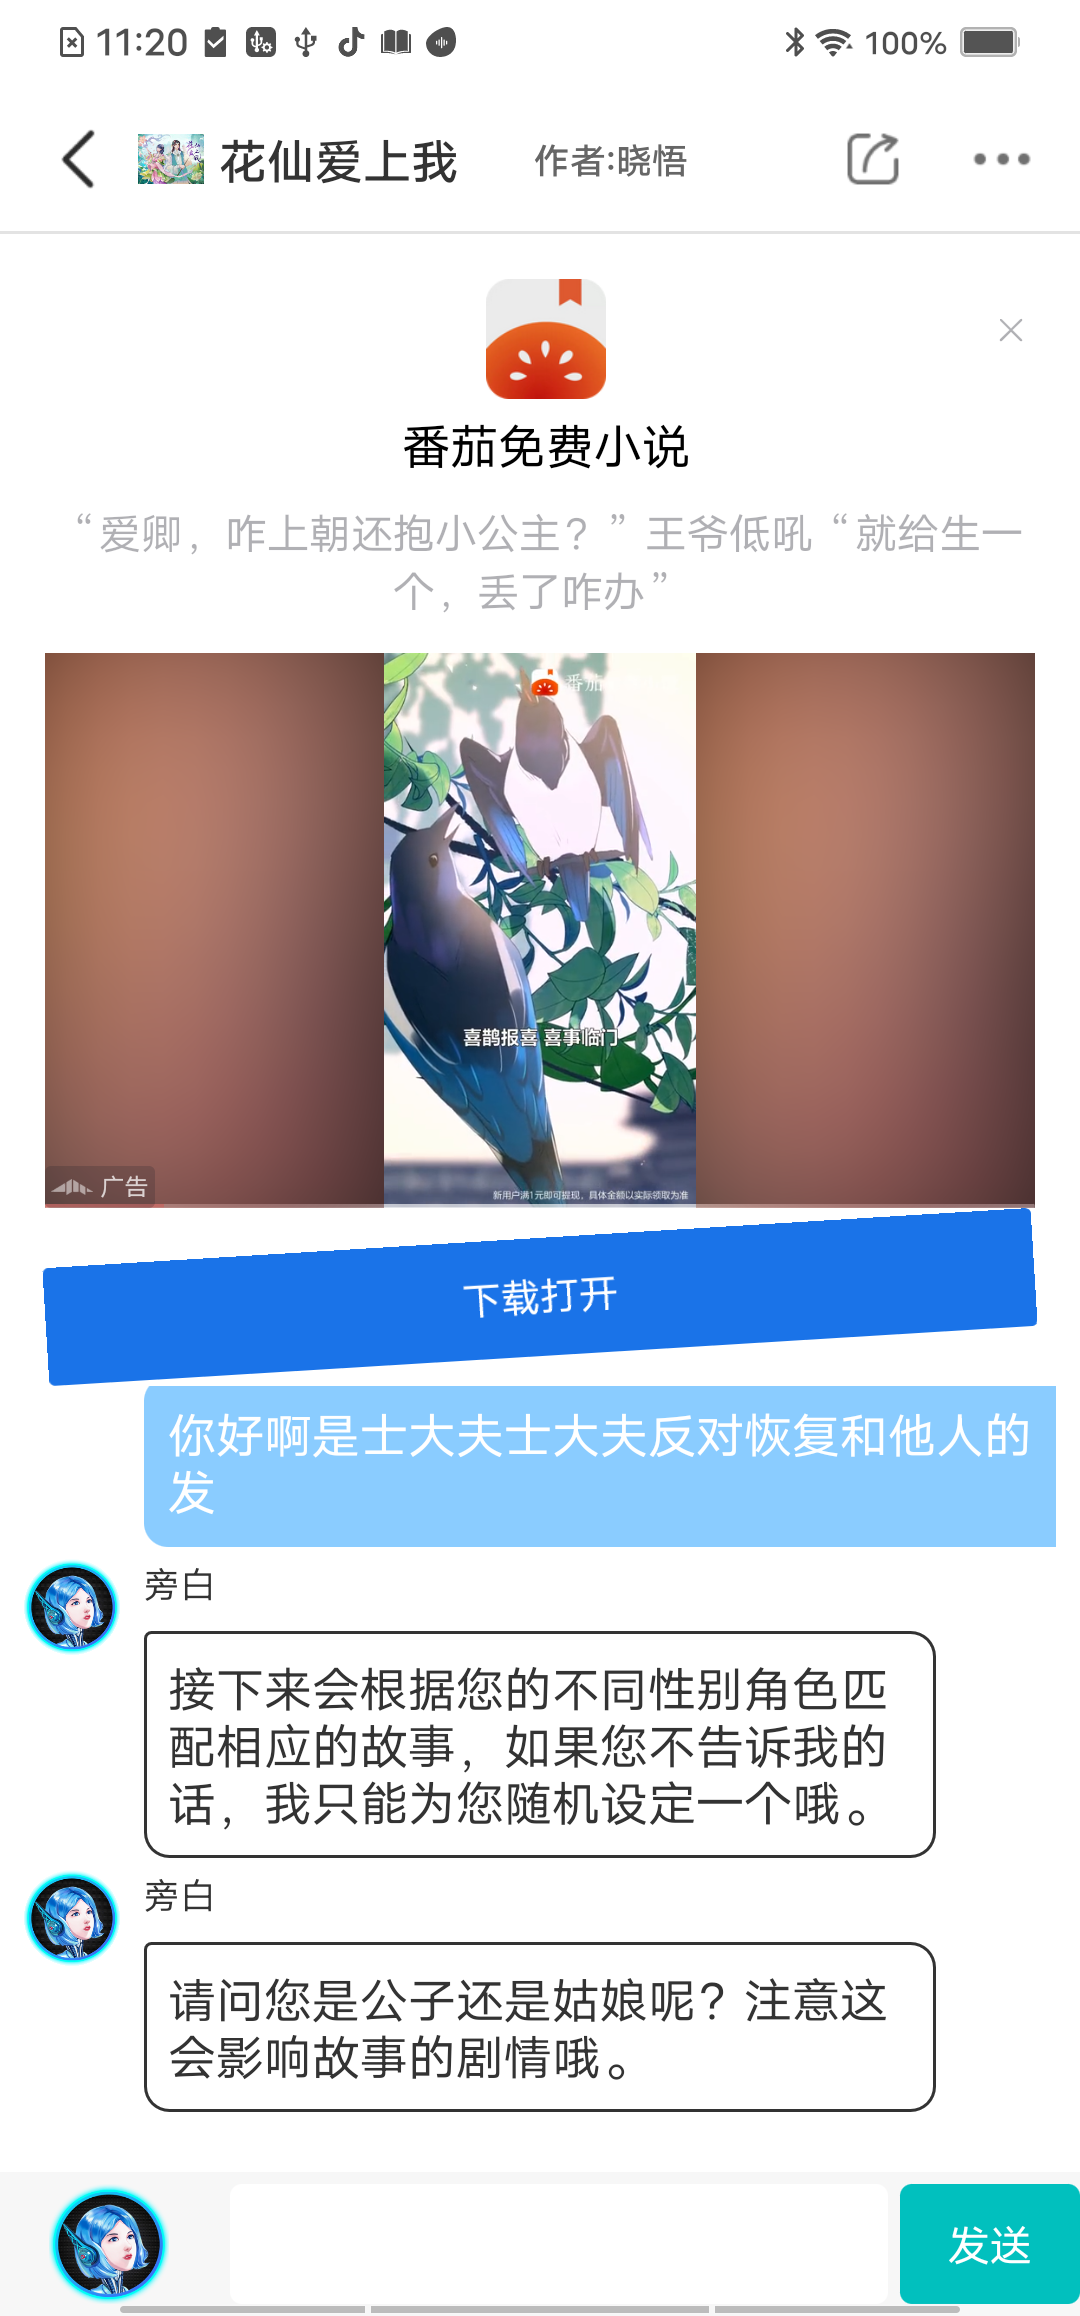 11:20
100%
花仙爱上我
作者:晓悟
番茄免费小说
“爱卿，咋上朝还抱小公主？”王爷低吼“就给生一
个，丢了咋办”
番茄
喜鹊报喜 喜事临门
新用户满1元即可提现，具体金额以实际领取为准
广告
下载打开
你好啊是士大夫士大夫反对恢复和他人的
发
旁白
接下来会根据您的不同性别角色匹
配相应的故事，如果您不告诉我的
话，我只能为您随机设定一个哦。
旁白
请问您是公子还是姑娘呢？注意这
会影响故事的剧情哦。
发送